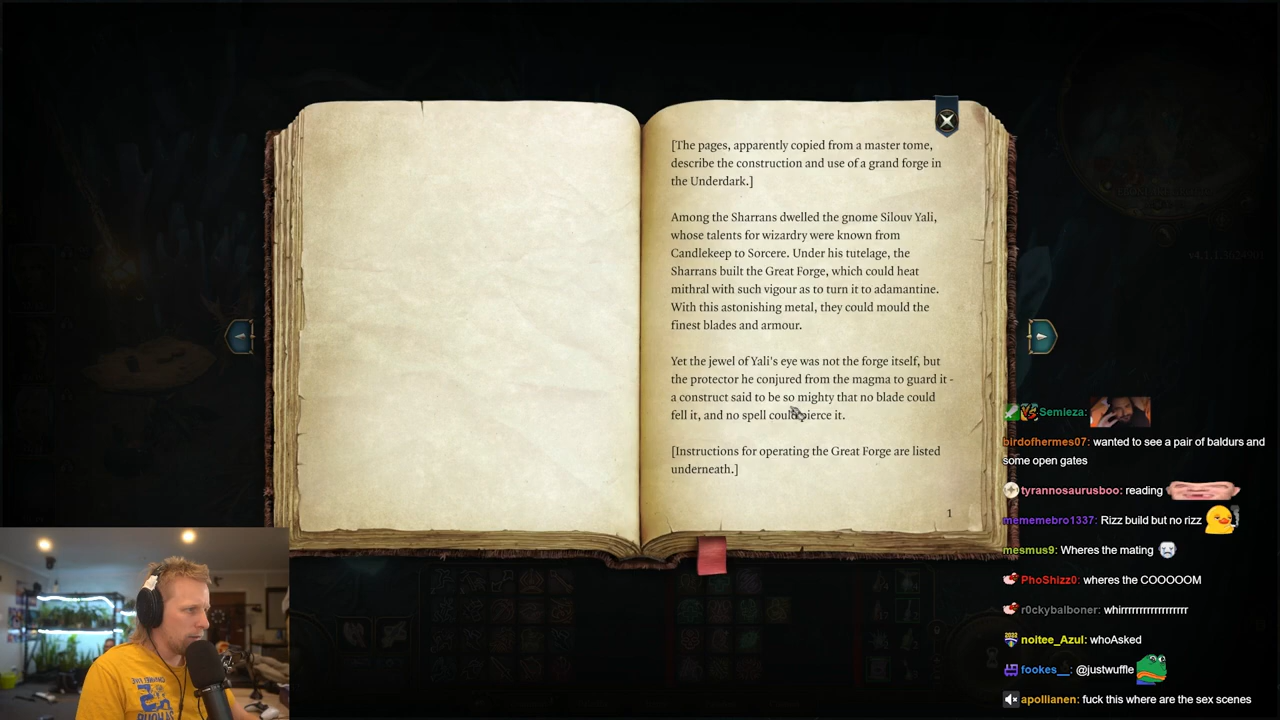 [The pages, apparently copied from a master tome,
describe the construction and use of a grand forge in
the Underdark.]
Among the Sharrans dwelled the gnome Silouv Yali,
whose talents for wizardry were known from
Candlekeep to Sorcere. Under his tutelage, the
Sharrans built the Great Forge, which could heat
mithral with such vigour as to turn it to adamantine.
With this astonishing metal, they could mould the
finest blades and armour.
Yet the jewel of Yali's eye was not the forge itself, but
the protector he conjured from the magma to guard it -
a construct said to be so mighty that no blade could
fell it, and no spell could pierce it.
[Instructions for operating the Great Forge are listed
underneath.]
1
Semieza:
birdofhermes07: wanted to see a pair of baldurs and
some open gates
tyrannosaurusboo: reading
mememebro1337: Rizz build but no rizz
mesmus9: Wheres the mating
PhoShizz0: wheres the COOOOOM
r0ckybalboner: whirrrrrrrrrrrrrrrrrr
noltee_Azul: whoAsked
fookes__: @justwuffle
apollianen: fuck this where are the sex scenes